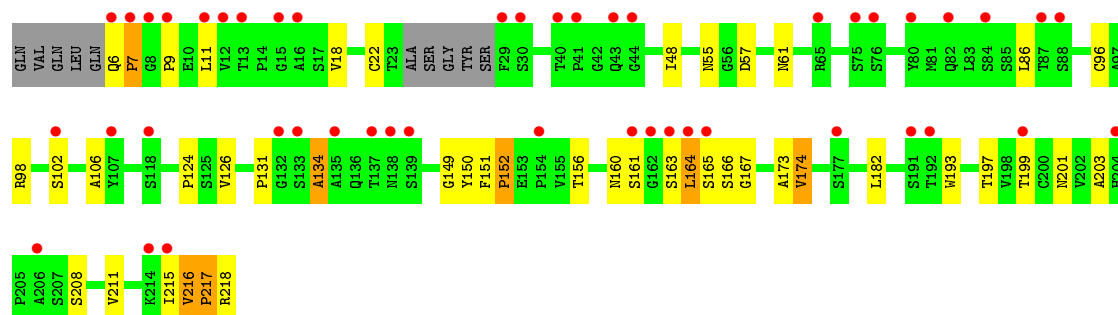 GLN VAL GLN LEU GLN Q6 P7 G8 P9 E10 L11 V12 T13 P14 G15 A16 S17 V18 C22 T23 ALA SER GLY TYR SER F29 S30 T40 P41 G42 Q43 G44 I48 N55 G56 D57 N61 R65 S75 S76 Y80 M81 Q82 L83 S84 S85 L86 T87 S88 C96 A97
R98 S102 A106 Y107 S118 P124 S125 V126 P131 G132 S133 A134 A135 Q136 T137 N138 S139 G149 Y150 F151 P152 E153 P154 V155 T156 N160 S161 G162 S163 L164 S165 S166 G167 A173 V174 S177 L182 S191 T192 W193 T197 V198 T199 C200 N201 V202 A203 H204
P205 A206 S207 S208 V211 K214 I215 V216 P217 R218